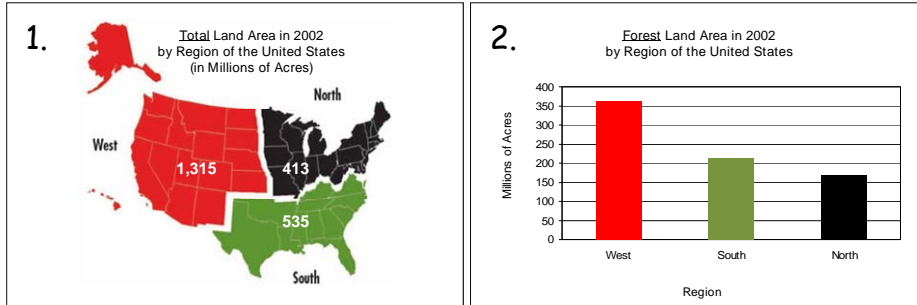 1.
Total Land Area in 2002
by Region of the United States
(in Millions of Acres)
North
West
1,315
413
535
South
2.
Forest Land Area in 2002
by Region of the United States
Millions of Acres
400
350
300
250
200
150
100
50
0
West South North
Region